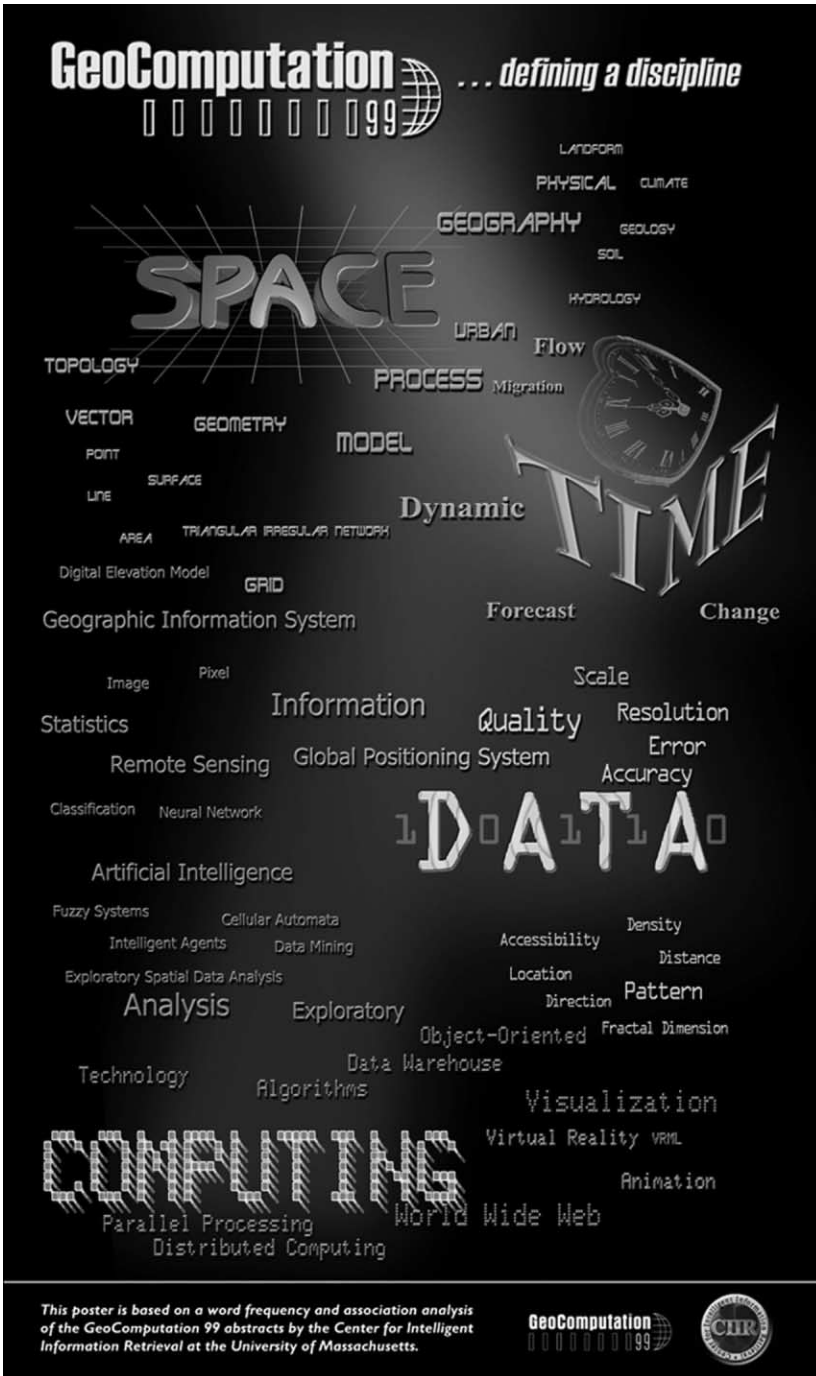 GeoComputation ... defining a discipline
99
LANDFORM
PHYSICAL CLIMATE
GEOGRAPHY GEOLOGY
SOIL
SPACE
HYDROLOGY
URBAN Flow
TOPOLOGY
PROCESS Migration
VECTOR GEOMETRY
MODEL
POINT
SURFACE
LINE
TIME
Dynamic
AREA TRIANGULAR IRREGULAR NETWORK
Digital Elevation Model
GRID
Geographic Information System
Forecast Change
Image Pixel
Scale
Information
Quality Resolution
Statistics
Error
Remote Sensing Global Positioning System
Accuracy
Classification Neural Network
1 D 0 A 1 T 1 A 0
Artificial Intelligence
Fuzzy Systems Cellular Automata
Density
Intelligent Agents Data Mining
Accessibility
Distance
Exploratory Spatial Data Analysis
Location
Analysis Exploratory
Direction Pattern
Object-Oriented Fractal Dimension
Data Warehouse
Technology
Algorithms
Visualization
COMPUTING
Virtual Reality VRML
Animation
World Wide Web
Parallel Processing
Distributed Computing
This poster is based on a word frequency and association analysis
of the GeoComputation 99 abstracts by the Center for Intelligent
Information Retrieval at the University of Massachusetts.
GeoComputation
99
CIIR